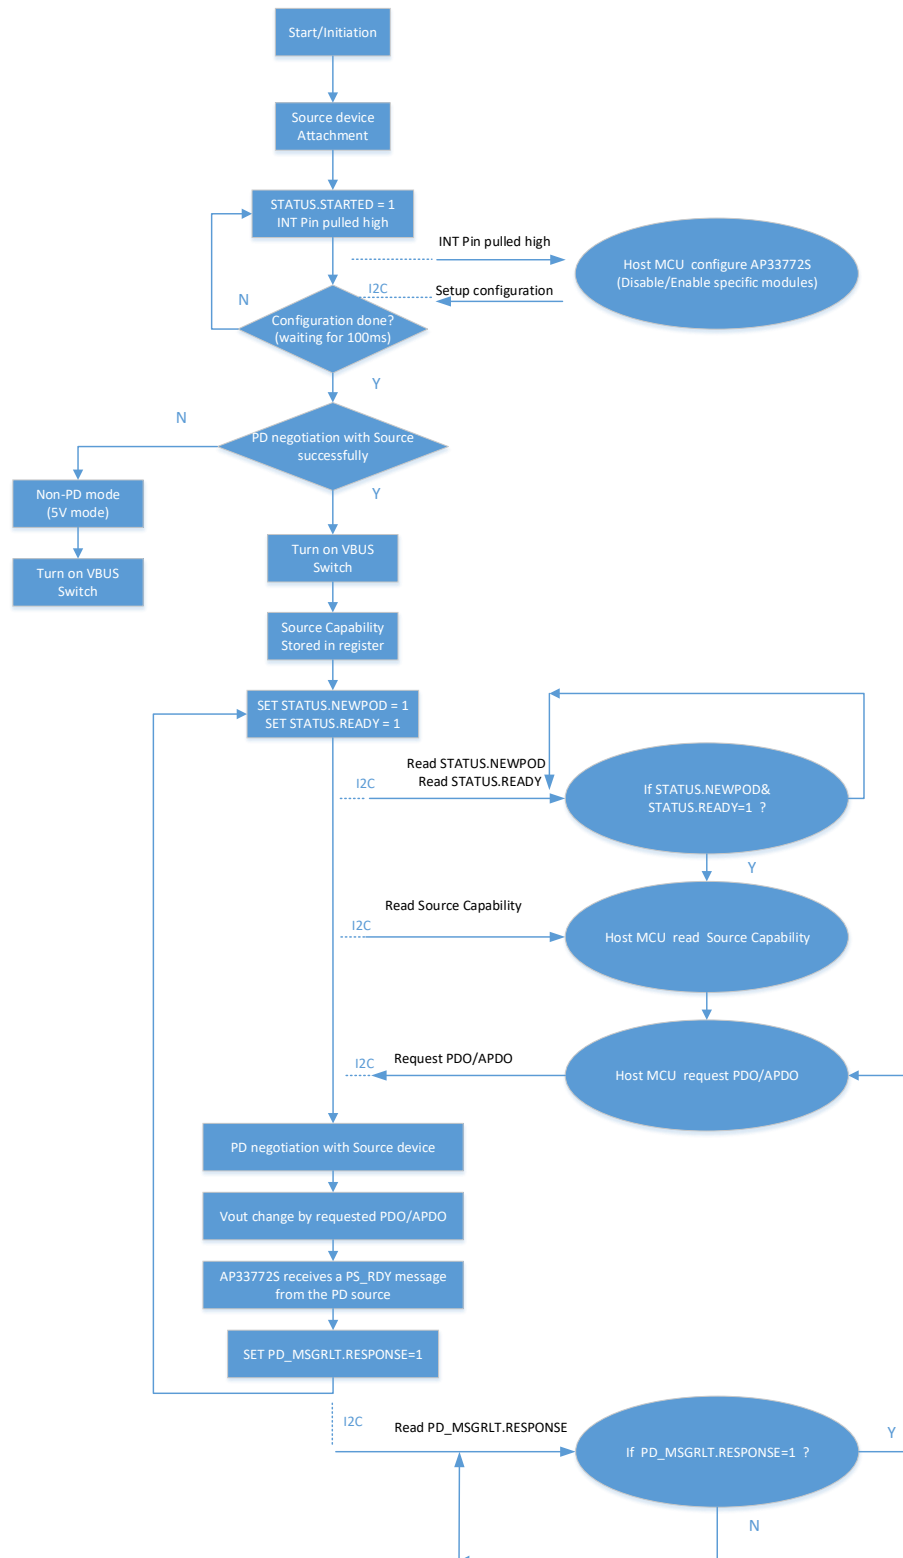 Start/Initiation
Source device
Attachment
STATUS.STARTED = 1
INT Pin pulled high
INT Pin pulled high
Host MCU configure AP33772S
(Disable/Enable specific modules)
I2C
Setup configuration
N
Configuration done?
(waiting for 100ms)
Y
N
PD negotiation with Source
successfully
Y
Non-PD mode
(5V mode)
Turn on VBUS
Switch
Turn on VBUS
Switch
Source Capability
Stored in register
SET STATUS.NEWPOD = 1
SET STATUS.READY = 1
Read STATUS.NEWPOD
Read STATUS.READY
I2C
If STATUS.NEWPOD&
STATUS.READY=1 ?
Y
Read Source Capability
I2C
Host MCU read Source Capability
Request PDO/APDO
I2C
Host MCU request PDO/APDO
PD negotiation with Source device
Vout change by requested PDO/APDO
AP33772S receives a PS_RDY message
from the PD source
SET PD_MSGRLT.RESPONSE=1
I2C
Read PD_MSGRLT.RESPONSE
If PD_MSGRLT.RESPONSE=1 ?
Y
N